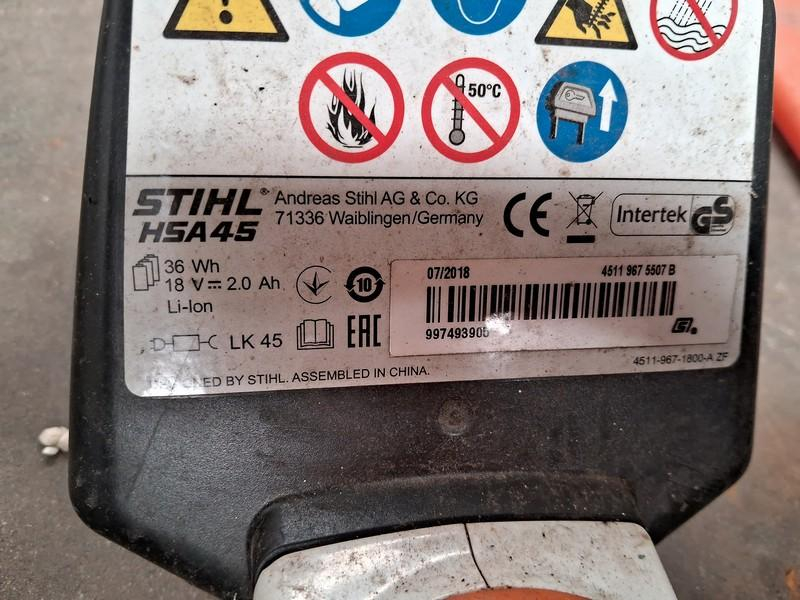 50°C
STIHL® Andreas Stihl AG & Co. KG
HSA45 71336 Waiblingen/Germany
CE Intertek GS
36 Wh
18 V⎓ 2.0 Ah
Li-Ion
10
07/2018 4511 967 5507 B
LK 45
EAC
4511-967-1800-A ZF
BY STIHL. ASSEMBLED IN CHINA.